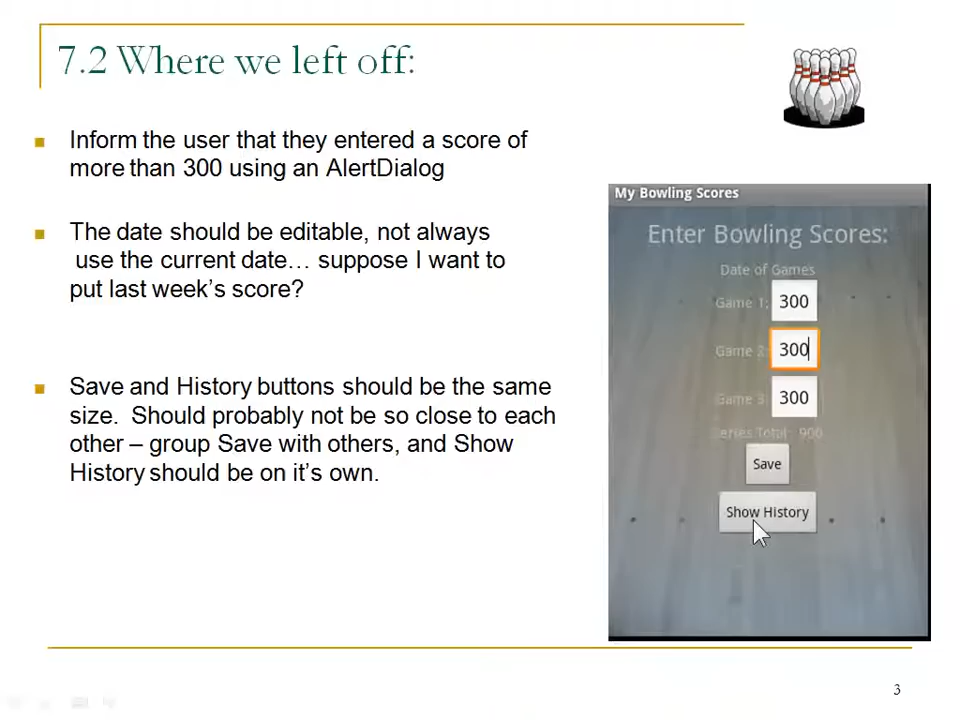 7.2 Where we left off:
Inform the user that they entered a score of
more than 300 using an AlertDialog
The date should be editable, not always
use the current date… suppose I want to
put last week's score?
Save and History buttons should be the same
size. Should probably not be so close to each
other – group Save with others, and Show
History should be on it's own.
My Bowling Scores
Enter Bowling Scores:
Date of Games
Game 1: 300
Game 2: 300
Game 3: 300
Series Total: 900
Save
Show History
3